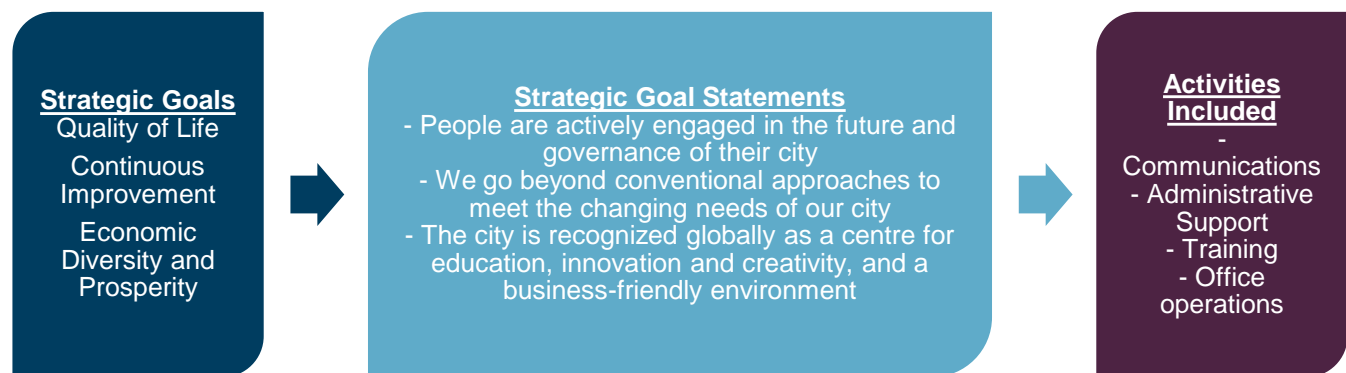 Strategic Goals
Quality of Life
Continuous
Improvement
Economic
Diversity and
Prosperity
Strategic Goal Statements
- People are actively engaged in the future and
governance of their city
- We go beyond conventional approaches to
meet the changing needs of our city
- The city is recognized globally as a centre for
education, innovation and creativity, and a
business-friendly environment
Activities
Included
-
Communications
- Administrative
Support
- Training
- Office
operations